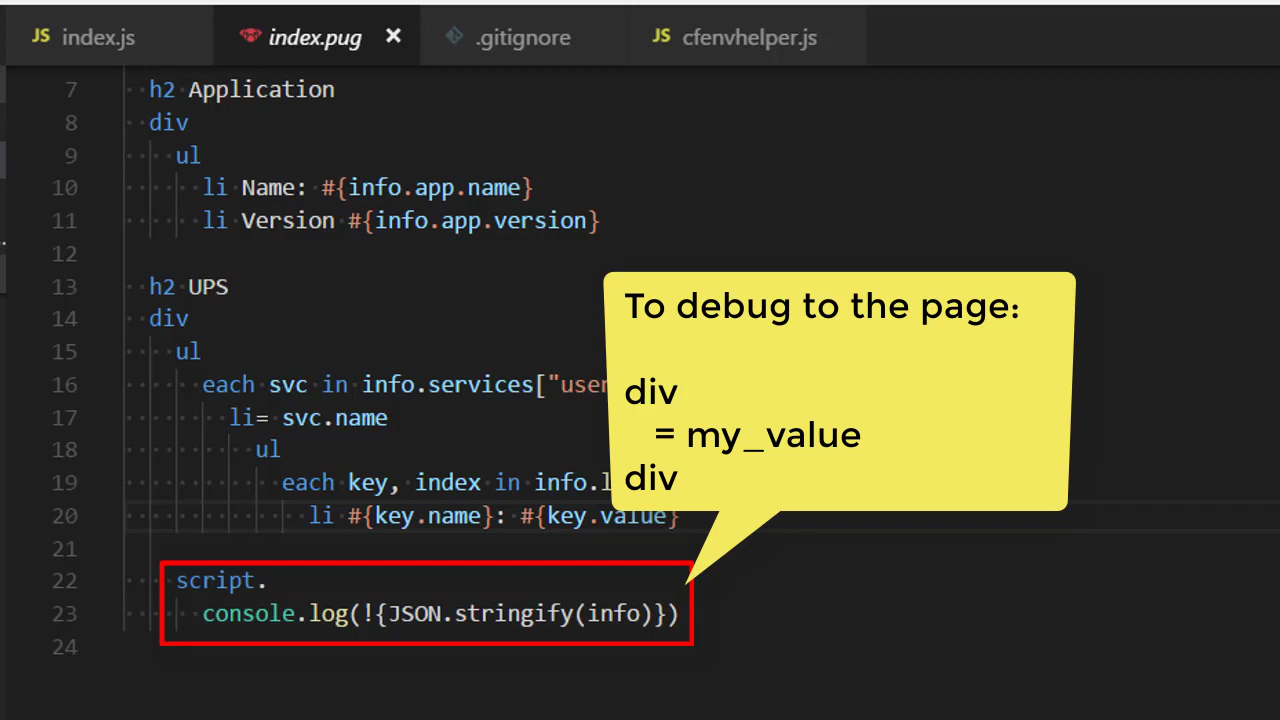 JS index.js
index.pug ×
.gitignore
JS cfenvhelper.js
7 h2 Application
8 div
9 ul
10 li Name: #{info.app.name}
11 li Version #{info.app.version}
12
13 h2 UPS
14 div
15 ul
16 each svc in info.services["user
17 li= svc.name
18 ul
19 each key, index in info.l
20 li #{key.name}: #{key.value}
21
22 script.
23 console.log(!{JSON.stringify(info)})
24
To debug to the page:
div
= my_value
div